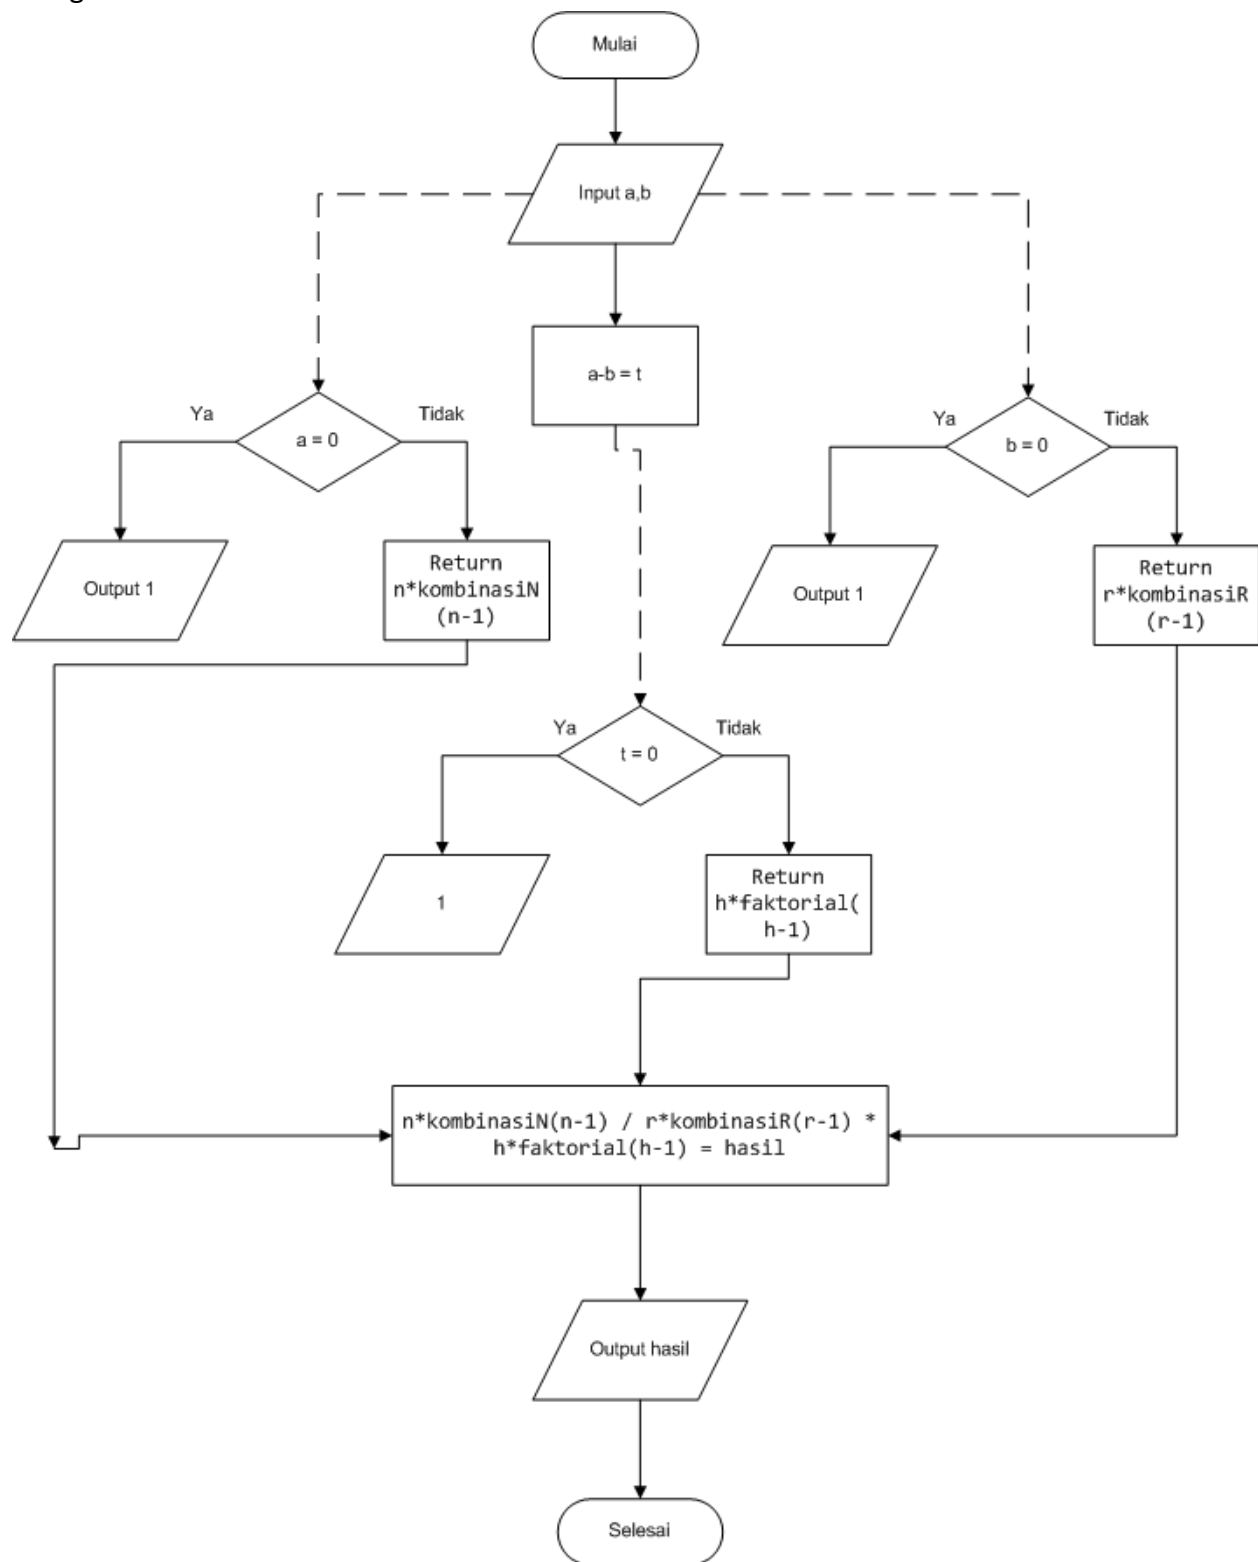 Mulai
Input a,b
a-b = t
Ya
Tidak
a = 0
Ya
Tidak
b = 0
Output 1
Return
n*kombinasiN
(n-1)
Output 1
Return
r*kombinasiR
(r-1)
Ya
Tidak
t = 0
1
Return
h*faktorial(
h-1)
n*kombinasiN(n-1) / r*kombinasiR(r-1) *
h*faktorial(h-1) = hasil
Output hasil
Selesai